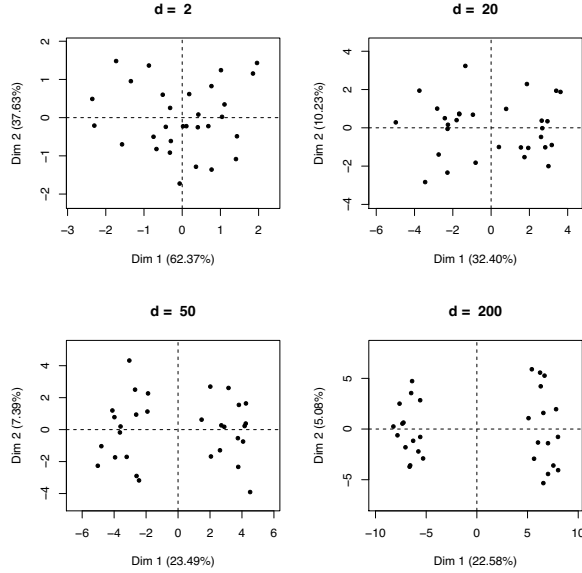 d = 2
2
1
0
−1
−2
Dim 2 (37.63%)
−3 −2 −1 0 1 2
Dim 1 (62.37%)
d = 20
4
2
0
−2
−4
Dim 2 (10.23%)
−6 −4 −2 0 2 4
Dim 1 (32.40%)
d = 50
4
2
0
−2
−4
Dim 2 (7.39%)
−6 −4 −2 0 2 4 6
Dim 1 (23.49%)
d = 200
5
0
−5
Dim 2 (5.08%)
−10 −5 0 5 10
Dim 1 (22.58%)